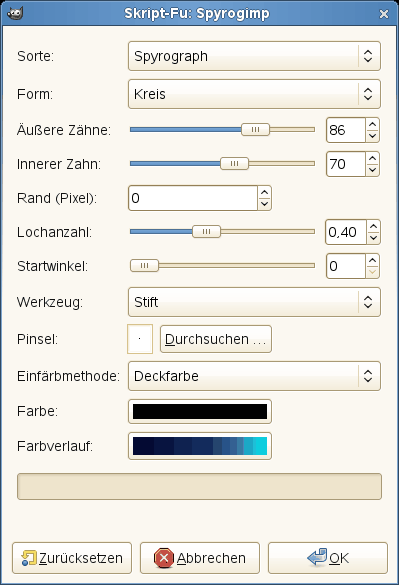 Skript-Fu: Spyrogimp
Sorte: Spyrograph
Form: Kreis
Äußere Zähne: 86
Innerer Zahn: 70
Rand (Pixel): 0
Lochanzahl: 0,40
Startwinkel: 0
Werkzeug: Stift
Pinsel: Durchsuchen ...
Einfärbmethode: Deckfarbe
Farbe:
Farbverlauf:
Zurücksetzen Abbrechen OK